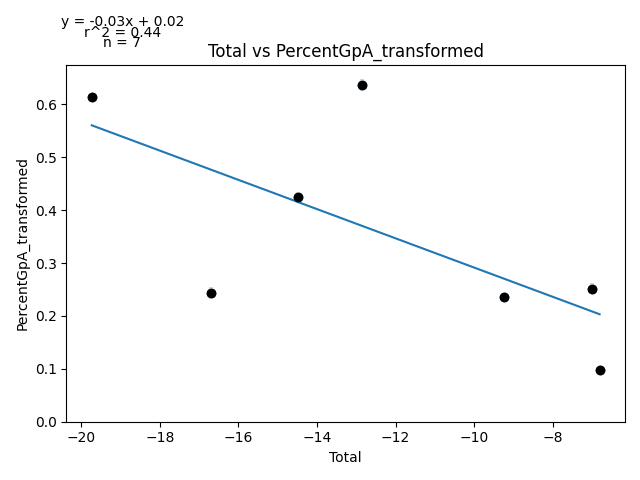 y = -0.03x + 0.02
r^2 = 0.44
n = 7
Total vs PercentGpA_transformed
PercentGpA_transformed
0.6
0.5
0.4
0.3
0.2
0.1
0.0
−20 −18 −16 −14 −12 −10 −8
Total